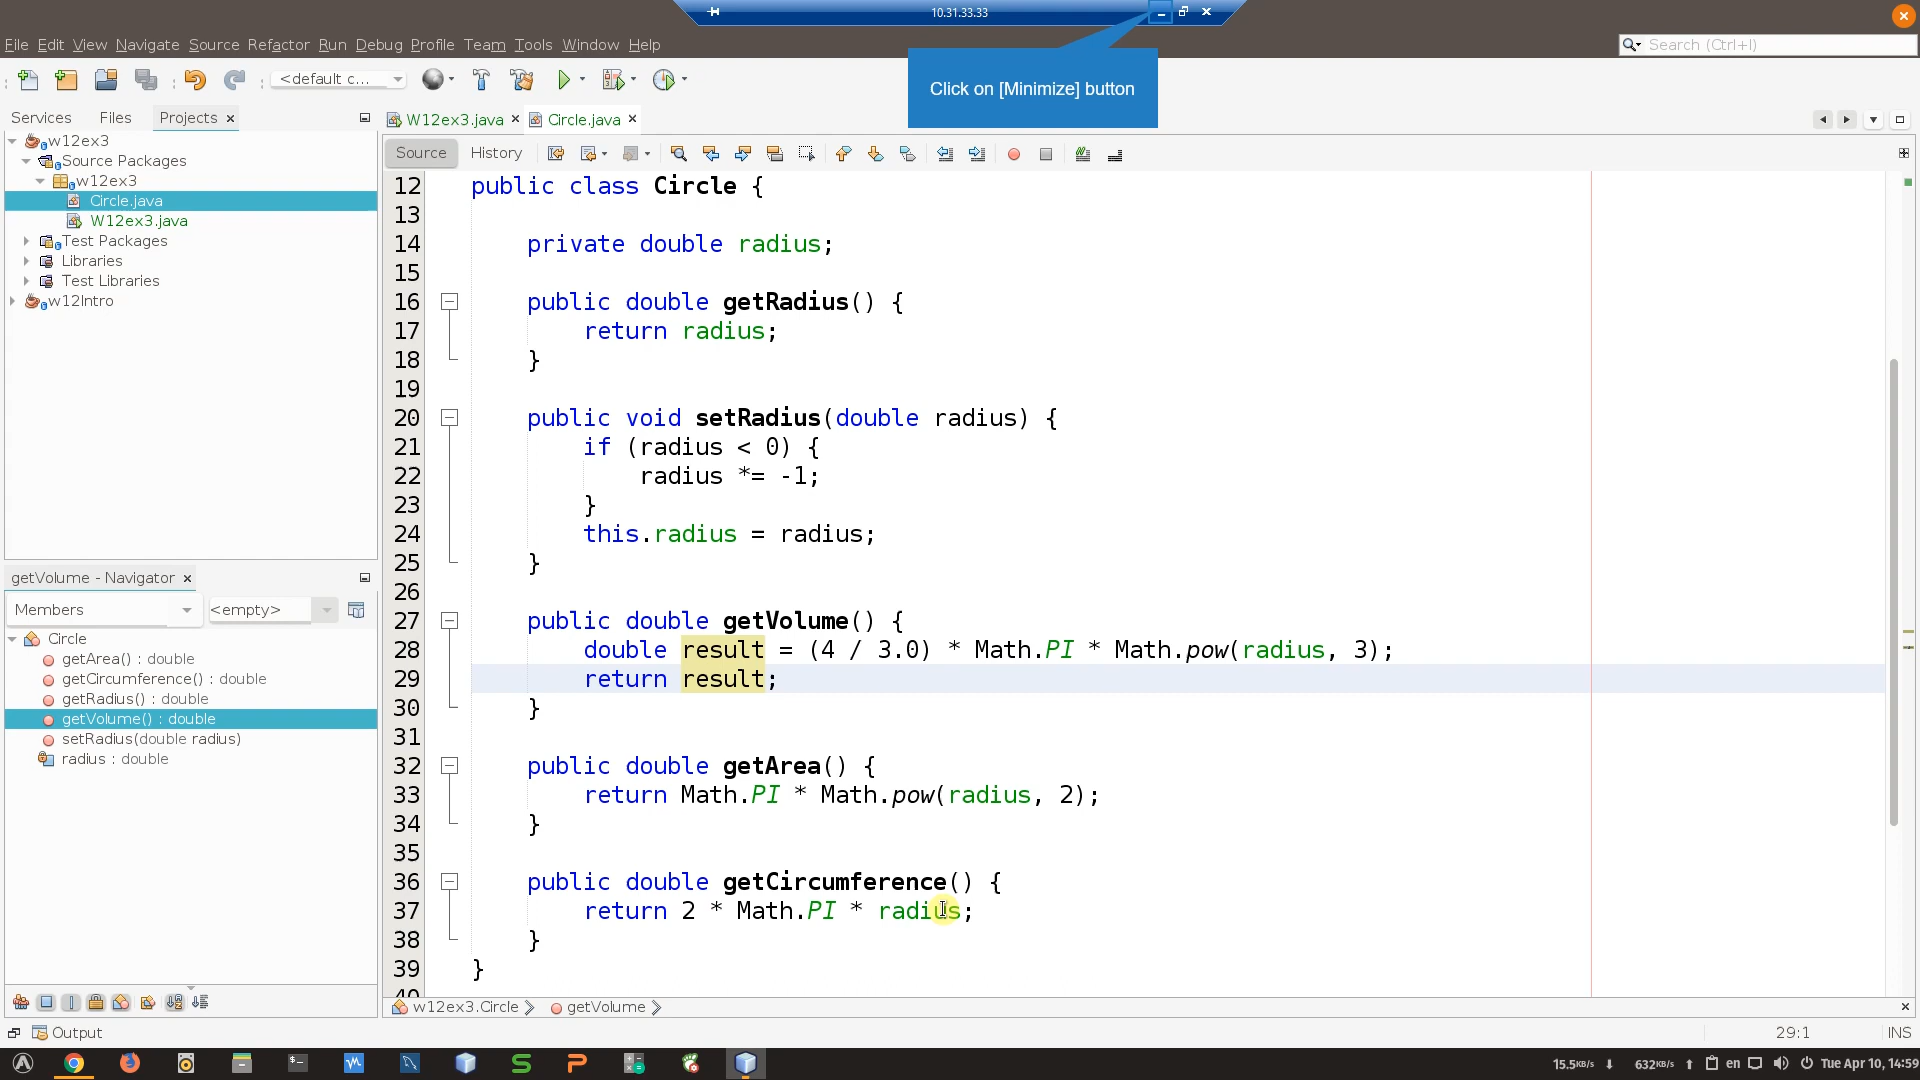 10.31.33.33
File Edit View Navigate Source Refactor Run Debug Profile Team Tools Window Help
Search (Ctrl+I)
<default c...
Click on [Minimize] button
Services Files Projects
W12ex3.java Circle.java
Source History
w12ex3
Source Packages
w12ex3
Circle.java
W12ex3.java
Test Packages
Libraries
Test Libraries
w12Intro
12 public class Circle {
13
14 private double radius;
15
16 public double getRadius() {
17 return radius;
18 }
19
20 public void setRadius(double radius) {
21 if (radius < 0) {
22 radius *= -1;
23 }
24 this.radius = radius;
25 }
26
27 public double getVolume() {
28 double result = (4 / 3.0) * Math.PI * Math.pow(radius, 3);
29 return result;
30 }
31
32 public double getArea() {
33 return Math.PI * Math.pow(radius, 2);
34 }
35
36 public double getCircumference() {
37 return 2 * Math.PI * radius;
38 }
39 }
40
getVolume - Navigator
Members <empty>
Circle
getArea() : double
getCircumference() : double
getRadius() : double
getVolume() : double
setRadius(double radius)
radius : double
w12ex3.Circle getVolume
Output
29:1 INS
15.5KB/s 632KB/s en Tue Apr 10, 14:59